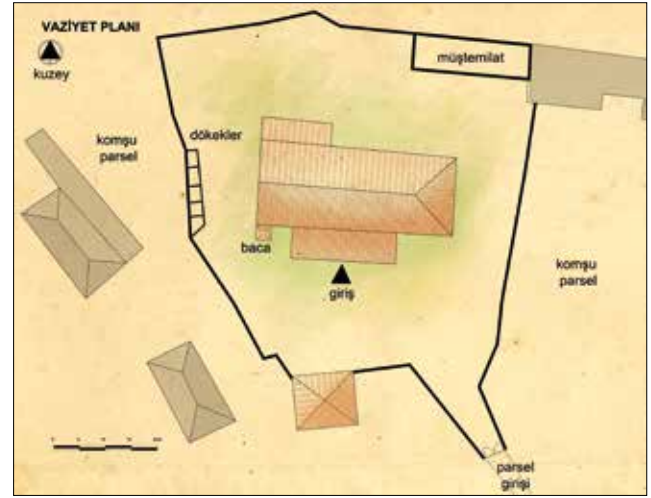 VAZİYET PLANI
kuzey
müştemilat
komşu
parsel
dökekler
baca
giriş
komşu
parsel
parsel
girişi